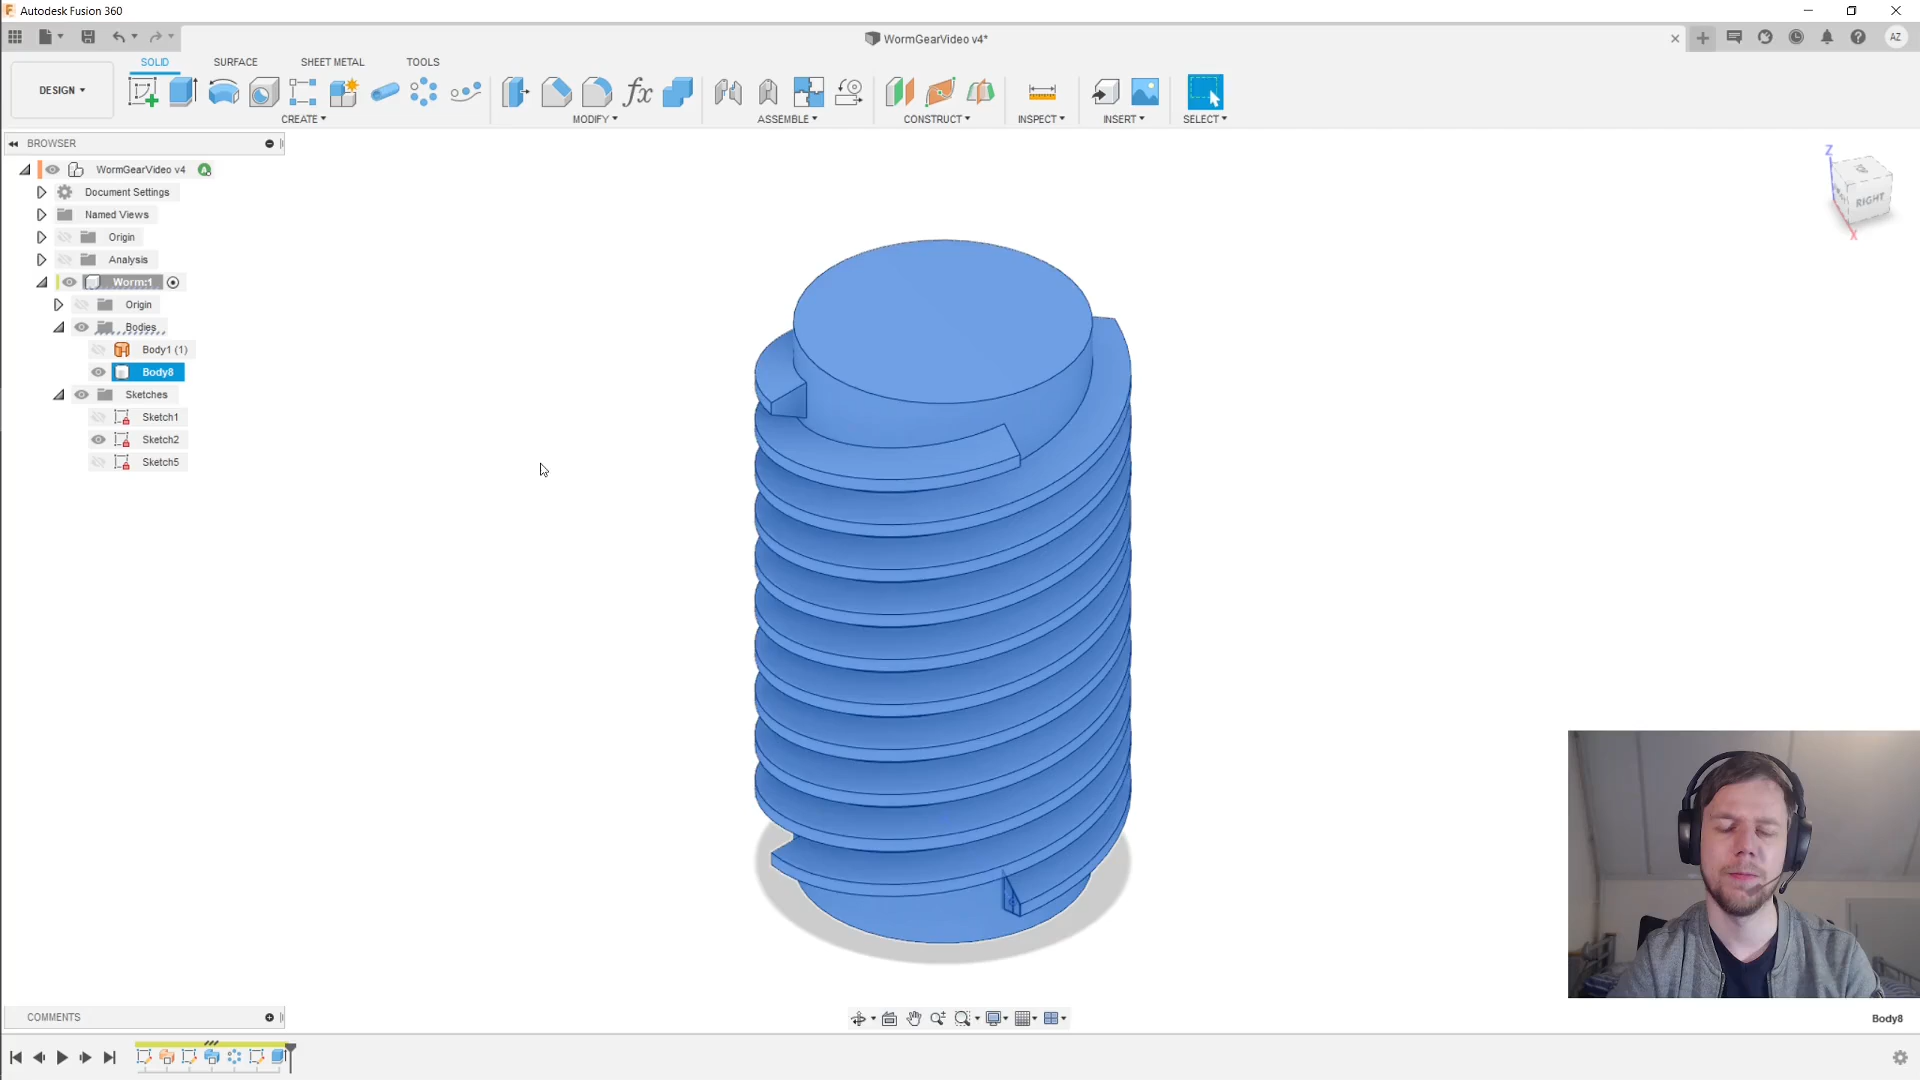 Autodesk Fusion 360
WormGearVideo v4*
AZ
SOLID
SURFACE
SHEET METAL
TOOLS
DESIGN
CREATE
MODIFY
ASSEMBLE
CONSTRUCT
INSPECT
INSERT
SELECT
BROWSER
WormGearVideo v4
Document Settings
Named Views
Origin
Analysis
Worm:1
Origin
Bodies
Body1 (1)
Body8
Sketches
Sketch1
Sketch2
Sketch5
Z
RIGHT
X
COMMENTS
Body8